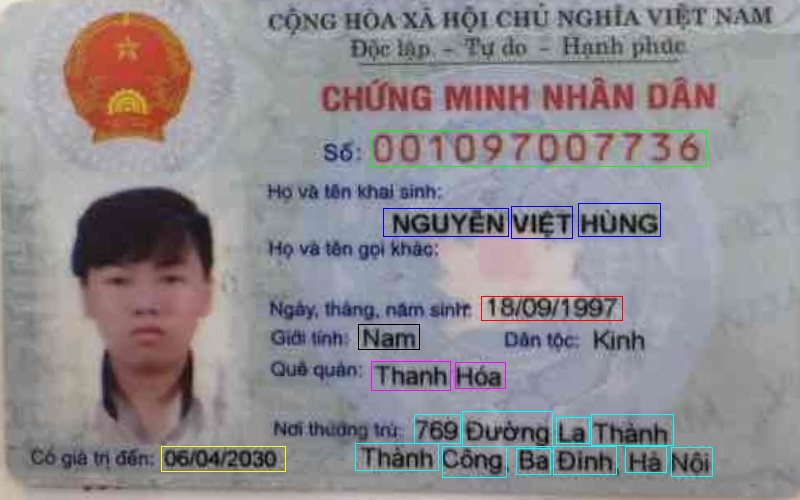 CỘNG HÒA XÃ HỘI CHỦ NGHĨA VIỆT NAM
Độc lập - Tự do - Hạnh phúc
CHỨNG MINH NHÂN DÂN
Số: 001097007736
Họ và tên khai sinh:
NGUYỄN VIỆT HÙNG
Họ và tên gọi khác:
Ngày, tháng, năm sinh: 18/09/1997
Giới tính: Nam Dân tộc: Kinh
Quê quán: Thanh Hóa
Nơi thường trú: 769 Đường La Thành
Thành Công, Ba Đình, Hà Nội
Có giá trị đến: 06/04/2030